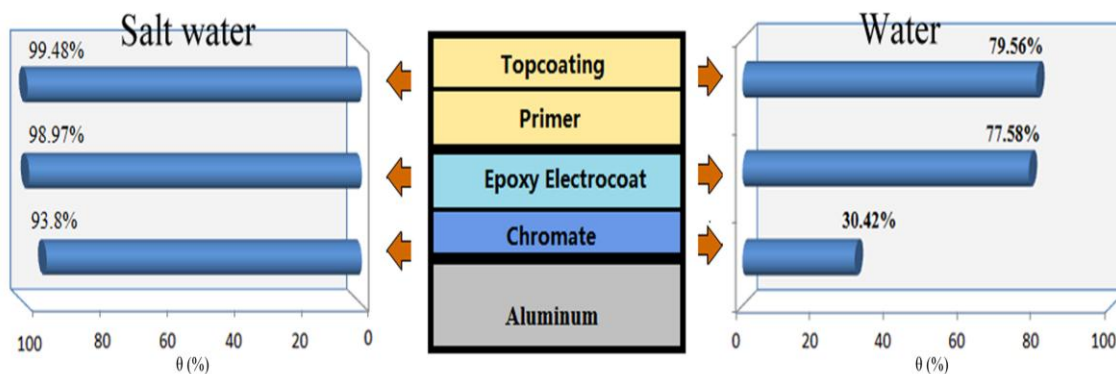 Salt water
99.48%
98.97%
93.8%
100 80 60 40 20 0
θ (%)
Topcoating
Primer
Epoxy Electrocoat
Chromate
Aluminum
Water
79.56%
77.58%
30.42%
0 20 40 60 80 100
θ (%)